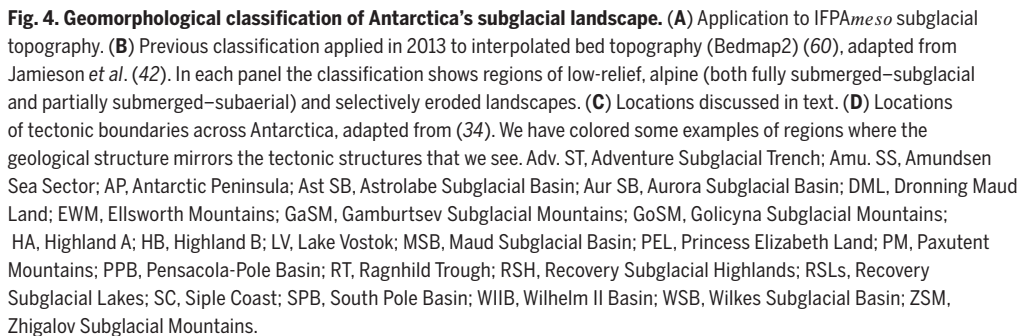 Fig. 4. Geomorphological classification of Antarctica's subglacial landscape. (A) Application to IFPAmeso subglacial
topography. (B) Previous classification applied in 2013 to interpolated bed topography (Bedmap2) (60), adapted from
Jamieson et al. (42). In each panel the classification shows regions of low-relief, alpine (both fully submerged–subglacial
and partially submerged–subaerial) and selectively eroded landscapes. (C) Locations discussed in text. (D) Locations
of tectonic boundaries across Antarctica, adapted from (34). We have colored some examples of regions where the
geological structure mirrors the tectonic structures that we see. Adv. ST, Adventure Subglacial Trench; Amu. SS, Amundsen
Sea Sector; AP, Antarctic Peninsula; Ast SB, Astrolabe Subglacial Basin; Aur SB, Aurora Subglacial Basin; DML, Dronning Maud
Land; EWM, Ellsworth Mountains; GaSM, Gamburtsev Subglacial Mountains; GoSM, Golicyna Subglacial Mountains;
HA, Highland A; HB, Highland B; LV, Lake Vostok; MSB, Maud Subglacial Basin; PEL, Princess Elizabeth Land; PM, Paxutent
Mountains; PPB, Pensacola-Pole Basin; RT, Ragnhild Trough; RSH, Recovery Subglacial Highlands; RSLs, Recovery
Subglacial Lakes; SC, Siple Coast; SPB, South Pole Basin; WIIB, Wilhelm II Basin; WSB, Wilkes Subglacial Basin; ZSM,
Zhigalov Subglacial Mountains.